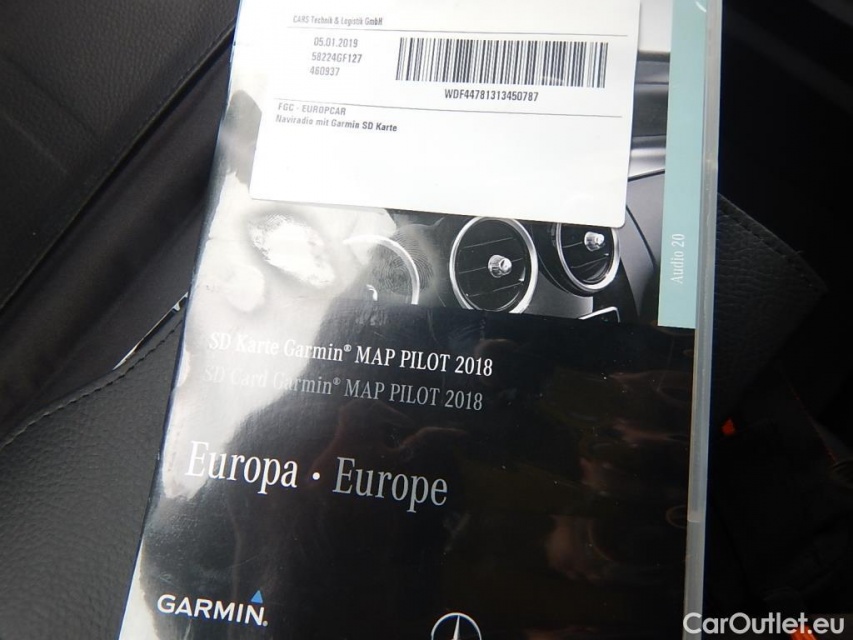 CARS Technik & Logistik GmbH
05.01.2019
58224GF127
460937
WDF44781313450787
FGC - EUROPCAR
Naviradio mit Garmin SD Karte
Audio 20
SD Karte Garmin® MAP PILOT 2018
SD Card Garmin® MAP PILOT 2018
Europa · Europe
GARMIN®
CarOutlet.eu